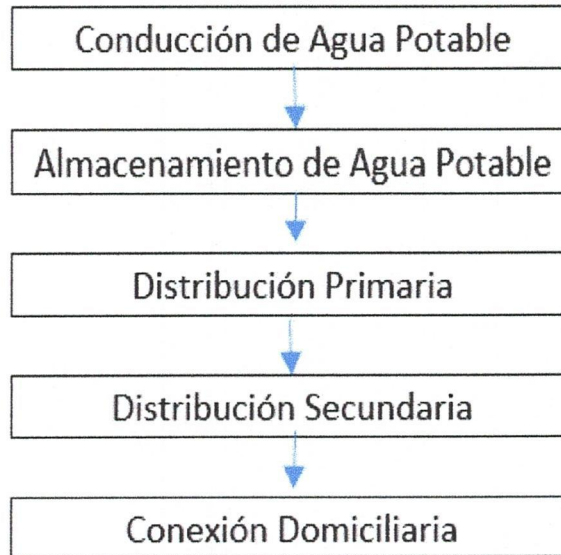 Conducción de Agua Potable
Almacenamiento de Agua Potable
Distribución Primaria
Distribución Secundaria
Conexión Domiciliaria